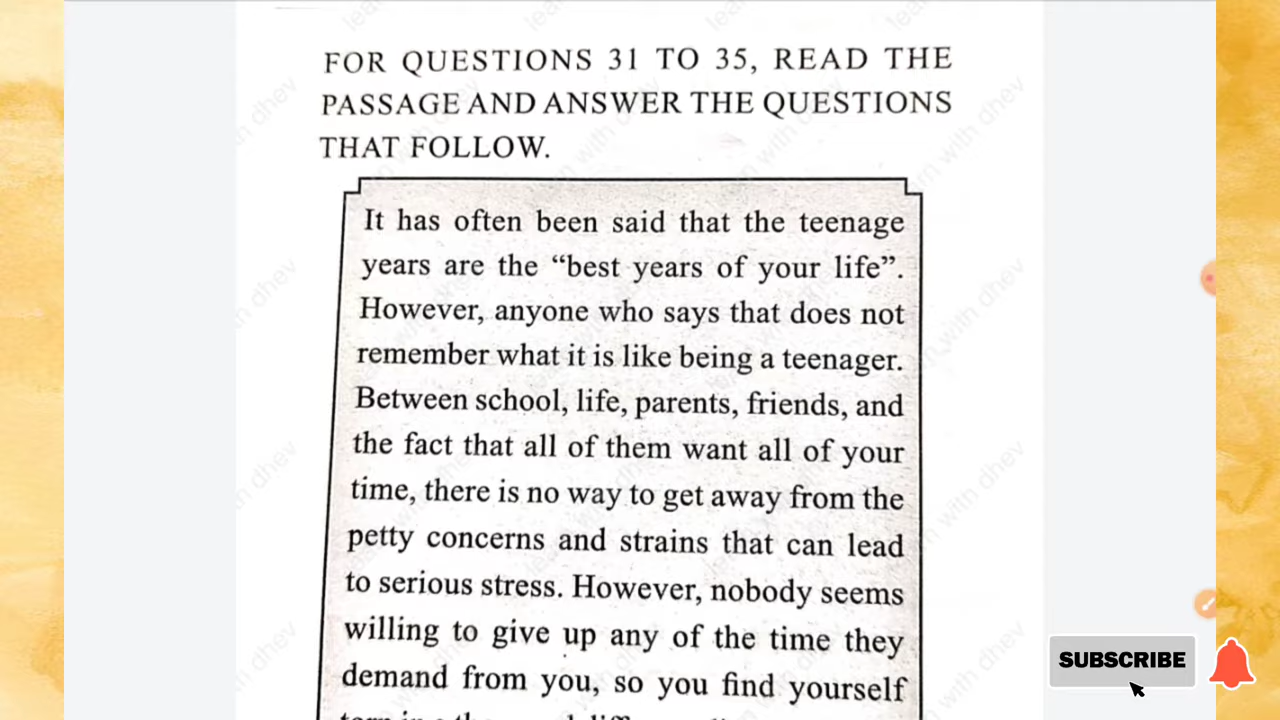 FOR QUESTIONS 31 TO 35, READ THE
PASSAGE AND ANSWER THE QUESTIONS
THAT FOLLOW.
It has often been said that the teenage
years are the “best years of your life”.
However, anyone who says that does not
remember what it is like being a teenager.
Between school, life, parents, friends, and
the fact that all of them want all of your
time, there is no way to get away from the
petty concerns and strains that can lead
to serious stress. However, nobody seems
willing to give up any of the time they
demand from you, so you find yourself
SUBSCRIBE